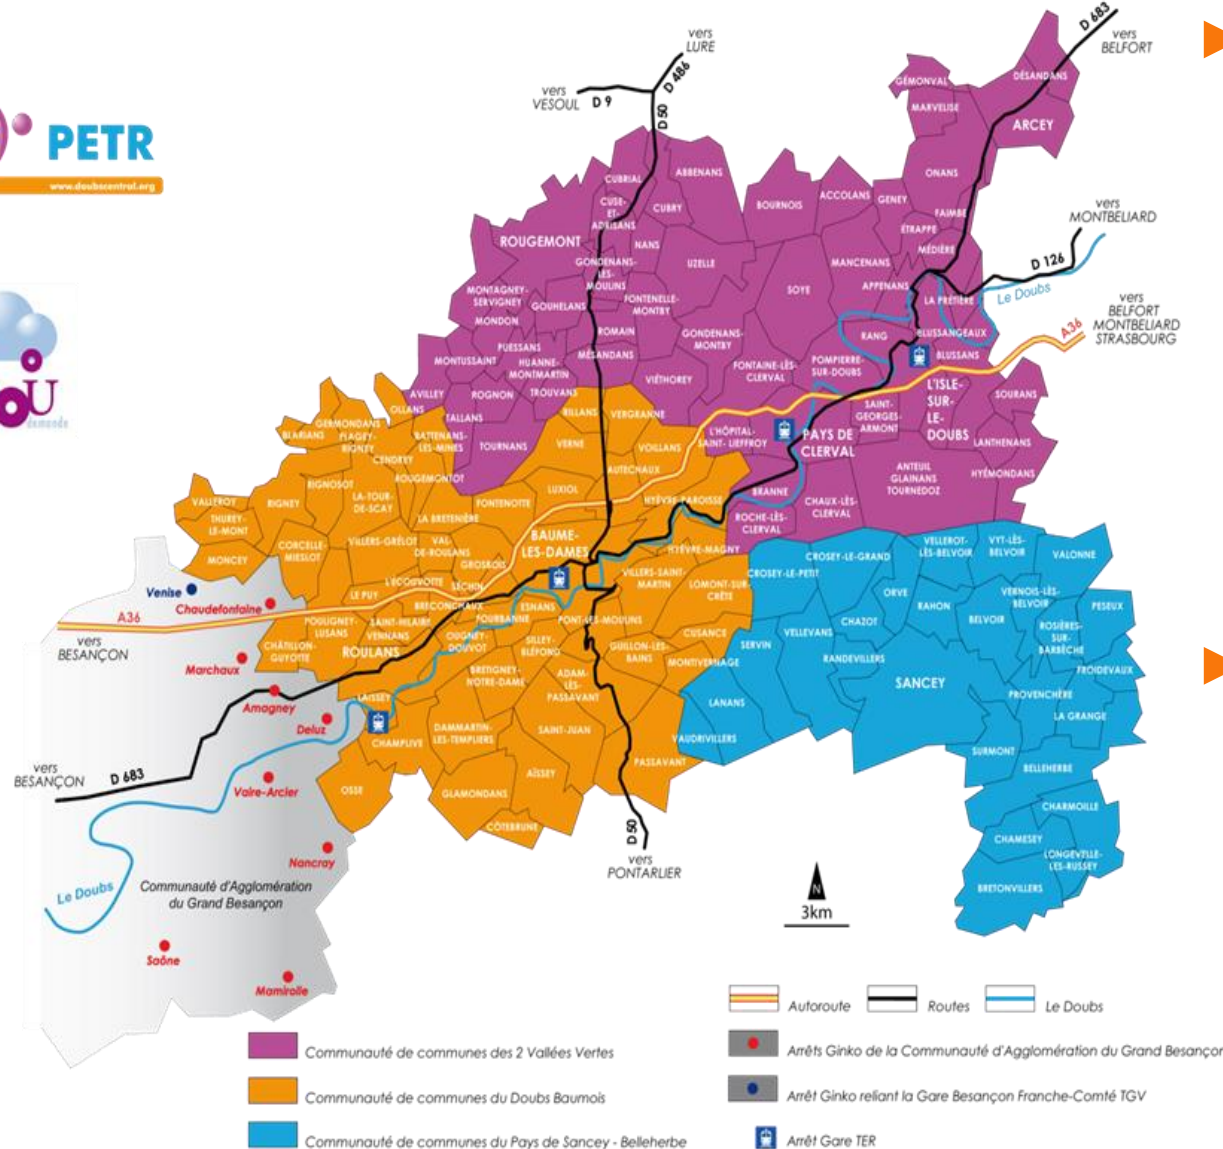 D 683
vers
BELFORT
vers
LURE
D 486
vers
VESOUL
D 9
D 50
PETR
www.doubscentral.org
GÉMONVAL
DÉSANDANS
MARVELISE
ARCEY
ONANS
ABBENANS
CUBRIAL
CUSE-
ET-
ADRISANS
CUBRY
BOURNOIS
ACCOLANS
GENEY
FAIMBE
ÉTRAPPE
MÉDIÈRE
vers
MONTBELIARD
D 126
Le Doubs
ROUGEMONT
NANS
GONDENANS-
LES-
MOULINS
UZELLE
MANCENANS
SOYE
APPENANS
LA PRÉTIÈRE
vers
BELFORT
MONTBELIARD
STRASBOURG
A36
MONTAGNEY-
SERVIGNEY
GOUHELANS
FONTENELLE-
MONTBY
MONDON
ROMAIN
GONDENANS-
MONTBY
RANG
BLUSSANGEAUX
BLUSSANS
PUESSANS
MÉSANDANS
MONTUSSAINT
HUANNE-
MONTMARTIN
FONTAINE-LÈS-
CLERVAL
POMPIERRE-
SUR-DOUBS
VIÉTHOREY
AVILLEY
ROGNON
TROUVANS
L'ISLE-
SUR-
LE-
DOUBS
SOURANS
OLLANS
TALLANS
RILLANS
VERGRANNE
SAINT-
GEORGES-
ARMONT
GERMONDANS
BLARIANS
FLAGEY-
RIGNEY
BATTENANS-
LES-MINES
TOURNANS
VERNE
VOILLANS
L'HÔPITAL-
SAINT- LIEFFROY
PAYS DE
CLERVAL
LANTHENANS
CENDREY
AUTECHAUX
HYÉMONDANS
ANTEUIL
GLAINANS
TOURNEDOZ
RIGNOSOT
ROUGEMONTOT
LUXIOL
BRANNE
VALLEROY
RIGNEY
LA-TOUR-
DE-SCAY
FONTENOTTE
HYÈVRE-PAROISSE
CHAUX-LÈS-
CLERVAL
THUREY-
LE-MONT
LA BRETENIÈRE
ROCHE-LÈS-
CLERVAL
MONCEY
CORCELLE-
MIESLOT
VILLERS-GRÉLOT
VAL-
DE-ROULANS
BAUME-
LES-DAMES
HYÈVRE-MAGNY
CROSEY-LE-GRAND
VELLEROT-
LÈS-BELVOIR
VYT-LÈS-
BELVOIR
VALONNE
GROSBOIS
CROSEY-LE-PETIT
L'ÉCOUVOTTE
SÉCHIN
VILLERS-SAINT-
MARTIN
LOMONT-SUR-
CRÊTE
ORVE
RAHON
VERNOIS-LÈS-
BELVOIR
PESEUX
Venise
Chaudefontaine
LE PUY
BRECONCHAUX
ESNANS
FOURBANNE
PONT-LES-MOULINS
CHAZOT
BELVOIR
A36
vers
BESANÇON
POULIGNEY-
LUSANS
SAINT-HILAIRE
VENNANS
ROULANS
OUGNEY-
DOUVOT
SILLEY-
BLÉFOND
CUSANCE
SERVIN
VELLEVANS
ROSIÈRES-
SUR-
BARBÈCHE
CHÂTILLON-
GUYOTTE
GUILLON-LES-
BAINS
MONTIVERNAGE
RANDEVILLERS
Marchaux
BRETIGNEY-
NOTRE-DAME
ADAM-
LÈS-
PASSAVANT
SANCEY
FROIDEVAUX
PROVENCHÈRE
Amagney
LAISSEY
LANANS
LA GRANGE
Deluz
CHAMPLIVE
DAMMARTIN-
LES-TEMPLIERS
SAINT-JUAN
VAUDRIVILLERS
SURMONT
vers
BESANÇON
D 683
Vaire-Arcier
PASSAVANT
BELLEHERBE
OSSE
AÏSSEY
GLAMONDANS
CHARMOILLE
CÔTEBRUNE
D 50
vers
PONTARLIER
CHAMESEY
LONGEVELLE-
LES-RUSSEY
Nancray
Le Doubs
Communauté d'Agglomération
du Grand Besançon
BRETONVILLERS
N
3km
Saône
Mamirolle
Autoroute
Routes
Le Doubs
Communauté de communes des 2 Vallées Vertes
Arrêts Ginko de la Communauté d'Agglomération du Grand Besançon
Communauté de communes du Doubs Baumois
Arrêt Ginko reliant la Gare Besançon Franche-Comté TGV
Communauté de communes du Pays de Sancey - Belleherbe
Arrêt Gare TER